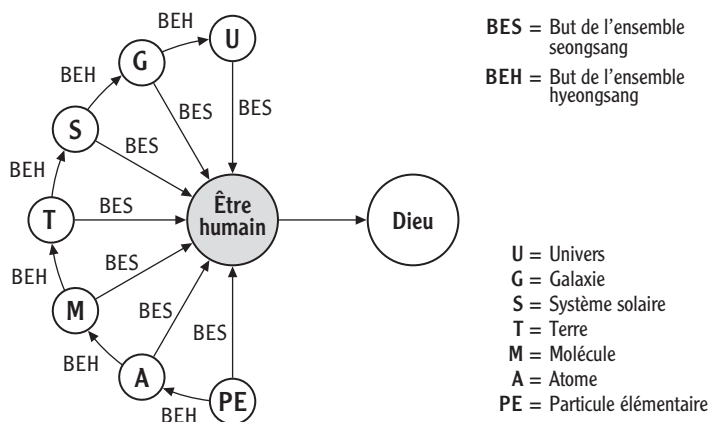 BEH
U
BEH
G
BES
BES
BEH
S
BES
BEH
T
BES
Être
humain
Dieu
BEH
BES
M
BES
BES
BEH
A
BEH
PE
BES = But de l’ensemble
seongsang
BEH = But de l’ensemble
hyeongsang
U = Univers
G = Galaxie
S = Système solaire
T = Terre
M = Molécule
A = Atome
PE = Particule élémentaire